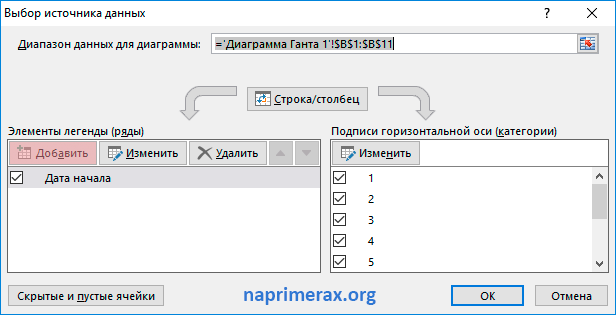 Выбор источника данных
Диапазон данных для диаграммы: ='Диаграмма Ганта 1'!$B$1:$B$11
Строка/столбец
Элементы легенды (ряды)
Добавить Изменить Удалить
Дата начала
Подписи горизонтальной оси (категории)
Изменить
1
2
3
4
5
Скрытые и пустые ячейки naprimerax.org ОК Отмена